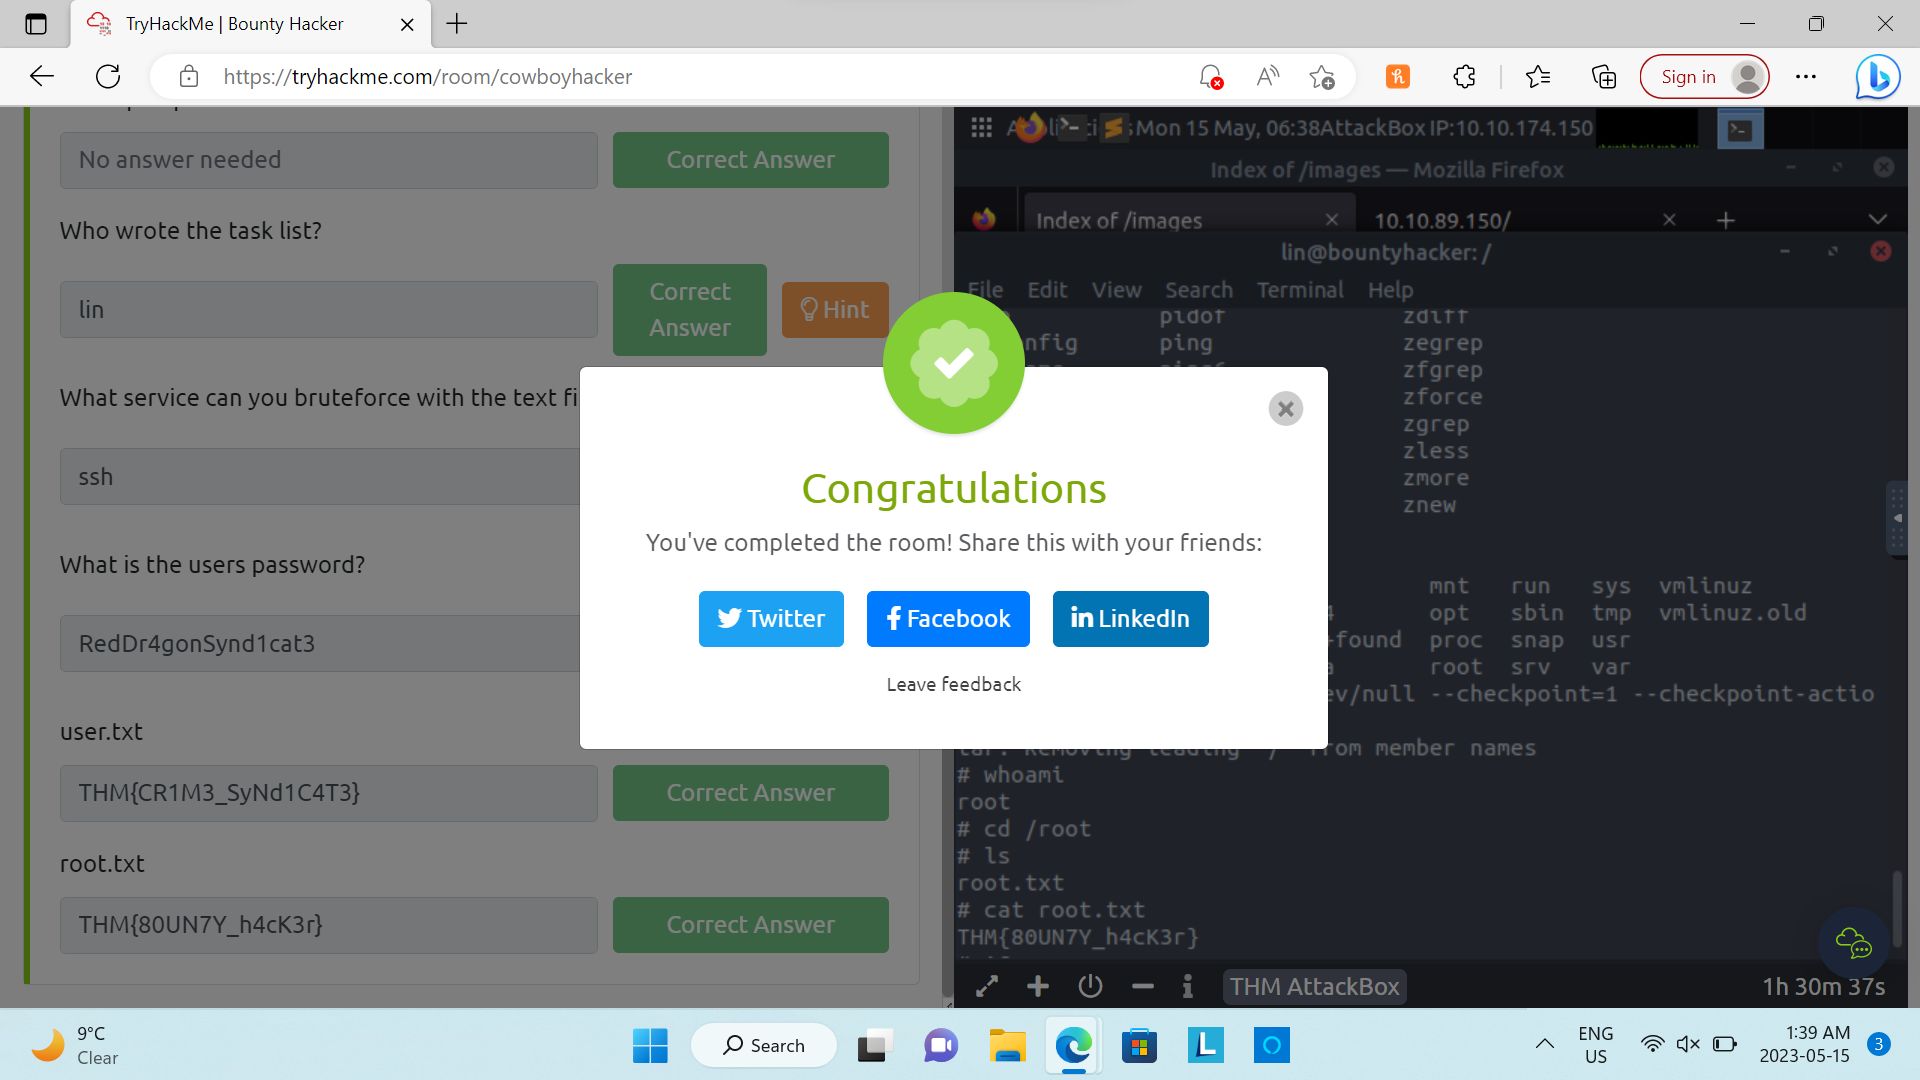 TryHackMe | Bounty Hacker
https://tryhackme.com/room/cowboyhacker
Sign in
No answer needed
Correct Answer
Who wrote the task list?
lin
Correct
Answer
Hint
What service can you bruteforce with the text fi
ssh
What is the users password?
RedDr4gonSynd1cat3
user.txt
THM{CR1M3_SyNd1C4T3}
Correct Answer
root.txt
THM{80UN7Y_h4cK3r}
Correct Answer
Mon 15 May, 06:38 AttackBox IP:10.10.174.150
Index of /images — Mozilla Firefox
Index of /images
10.10.89.150/
lin@bountyhacker: /
File Edit View Search Terminal Help
pidof zdiff
nfig ping zegrep
zfgrep
zforce
zgrep
zless
zmore
znew
mnt run sys vmlinuz
opt sbin tmp vmlinuz.old
+found proc snap usr
root srv var
ev/null --checkpoint=1 --checkpoint-actio
tar: Removing leading `/' from member names
# whoami
root
# cd /root
# ls
root.txt
# cat root.txt
THM{80UN7Y_h4cK3r}
THM AttackBox
1h 30m 37s
Congratulations
You've completed the room! Share this with your friends:
Twitter
Facebook
LinkedIn
Leave feedback
9°C
Clear
Search
ENG
US
1:39 AM
2023-05-15
3